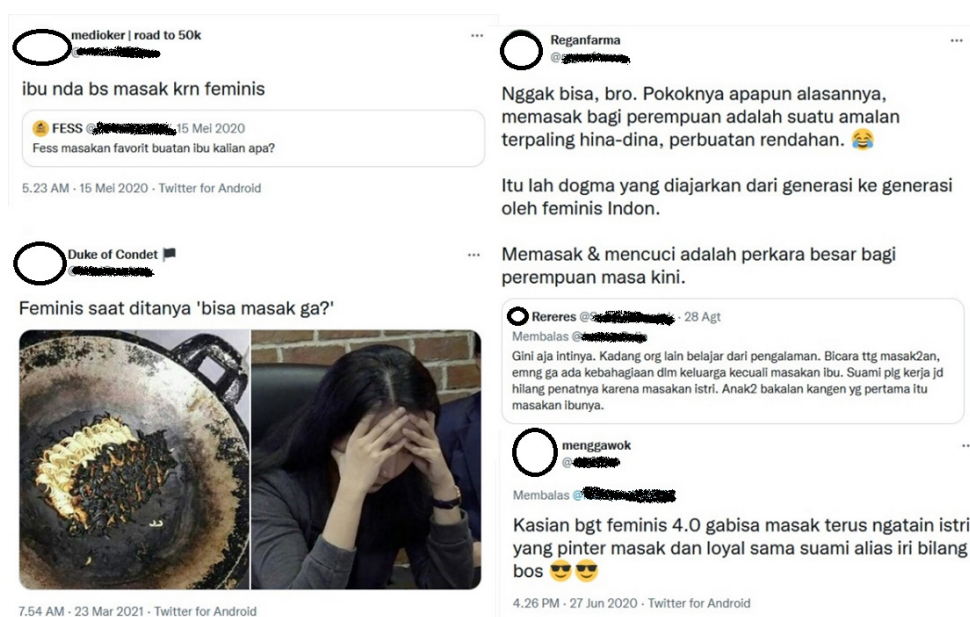 medioker | road to 50k
@
ibu nda bs masak krn feminis
FESS @ 15 Mei 2020
Fess masakan favorit buatan ibu kalian apa?
5.23 AM · 15 Mei 2020 · Twitter for Android
Duke of Condet
Feminis saat ditanya 'bisa masak ga?'
7.54 AM · 23 Mar 2021 · Twitter for Android
Reganfarma
@
Nggak bisa, bro. Pokoknya apapun alasannya,
memasak bagi perempuan adalah suatu amalan
terpaling hina-dina, perbuatan rendahan. 😂
Itu lah dogma yang diajarkan dari generasi ke generasi
oleh feminis Indon.
Memasak & mencuci adalah perkara besar bagi
perempuan masa kini.
Rereres @ · 28 Agt
Membalas @
Gini aja intinya. Kadang org lain belajar dari pengalaman. Bicara ttg masak2an,
emng ga ada kebahagiaan dlm keluarga kecuali masakan ibu. Suami plg kerja jd
hilang penatnya karena masakan istri. Anak2 bakalan kangen yg pertama itu
masakan ibunya.
menggawok
@
Membalas @
Kasian bgt feminis 4.0 gabisa masak terus ngatain istri
yang pinter masak dan loyal sama suami alias iri bilang
bos 😎😎
4.26 PM · 27 Jun 2020 · Twitter for Android